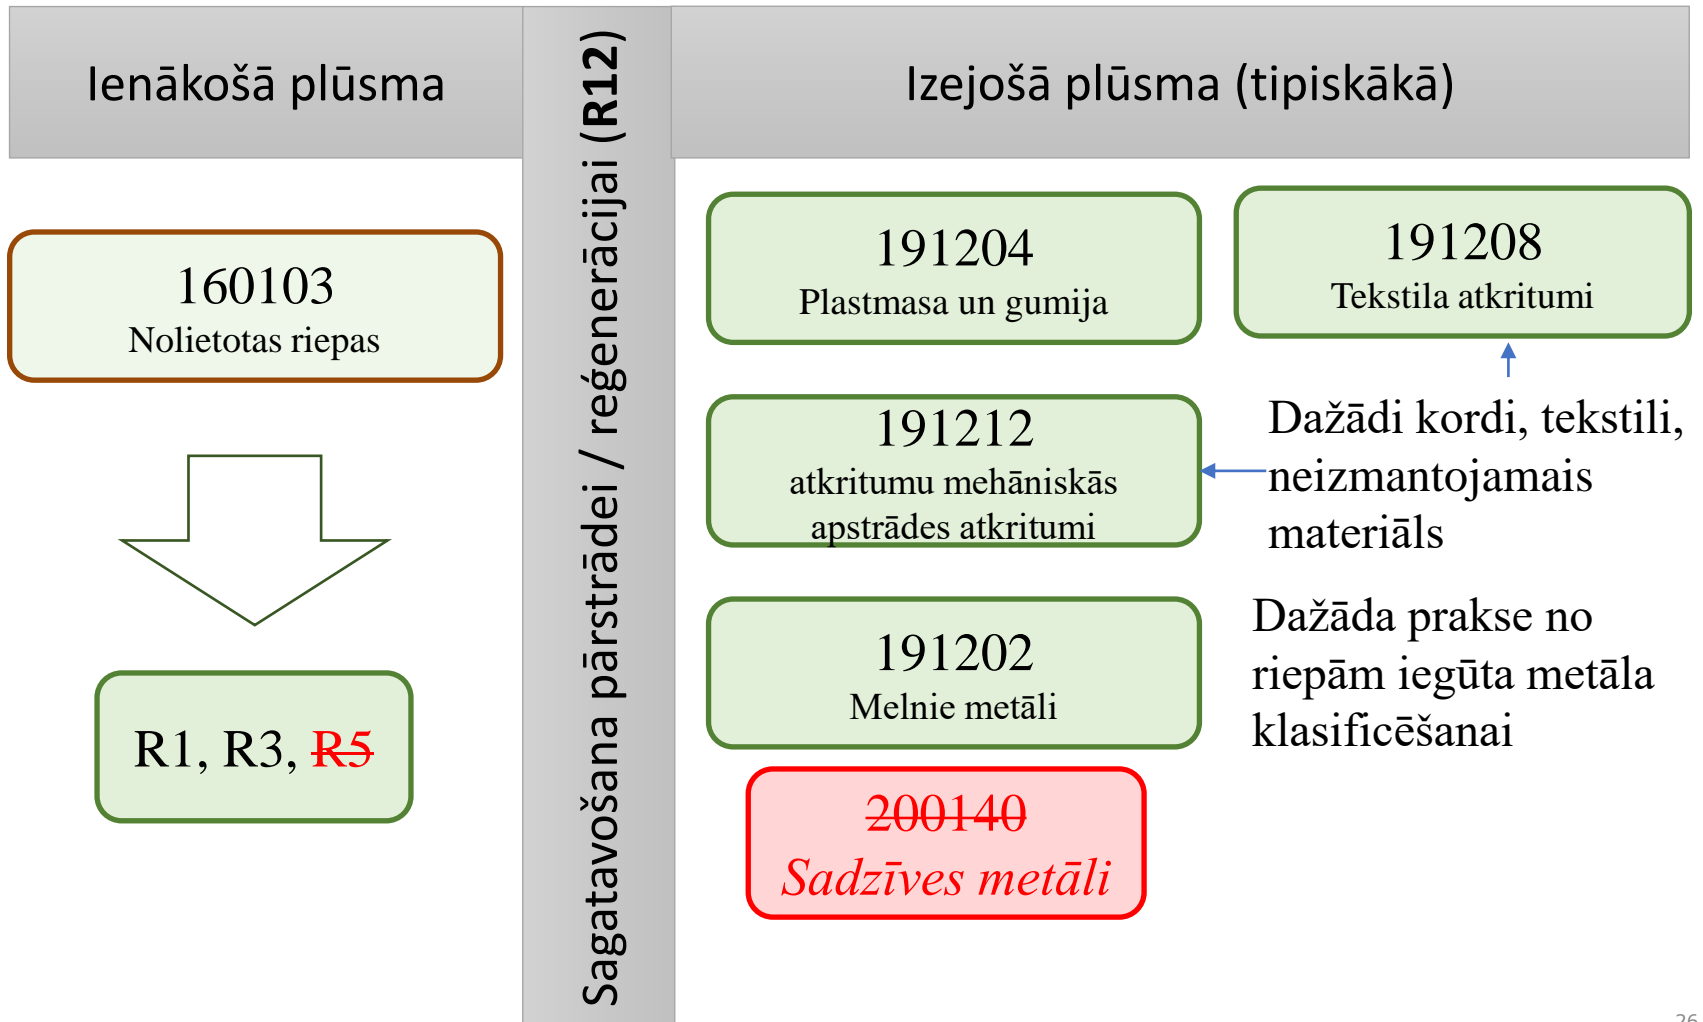 Ienākošā plūsma
160103
Nolietotas riepas
R1, R3, R5
Sagatavošana pārstrādei / reģenerācijai (R12)
Izejošā plūsma (tipiskākā)
191204
Plastmasa un gumija
191208
Tekstila atkritumi
191212
atkritumu mehāniskās
apstrādes atkritumi
Dažādi kordi, tekstili,
neizmantojamais
materiāls
191202
Melnie metāli
Dažāda prakse no
riepām iegūta metāla
klasificēšanai
200140
Sadzīves metāli
26